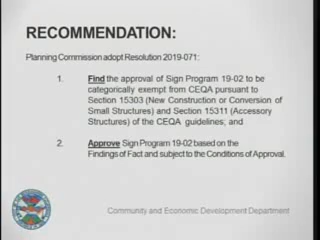 RECOMMENDATION:
Planning Commission adopt Resolution 2019-071:
1. Find the approval of Sign Program 19-02 to be
categorically exempt from CEQA pursuant to
Section 15303 (New Construction or Conversion of
Small Structures) and Section 15311 (Accessory
Structures) of the CEQA guidelines; and
2. Approve Sign Program 19-02 based on the
Findings of Fact and subject to the Conditions of Approval.
Community and Economic Development Department